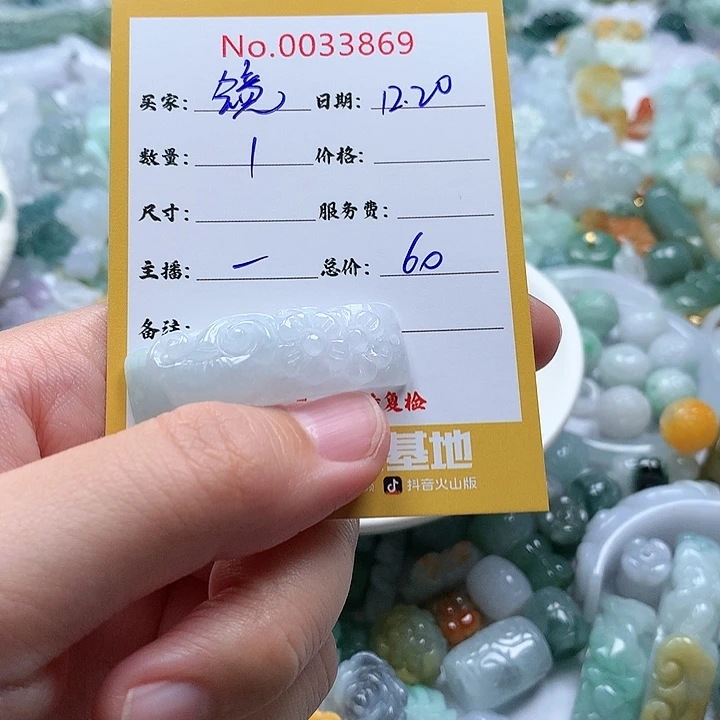 No.0033869
买家: 镜 日期: 12.20
数量: 1 价格:
尺寸: 服务费:
主播: 一 总价: 60
备注:
复检
基地
抖音火山版